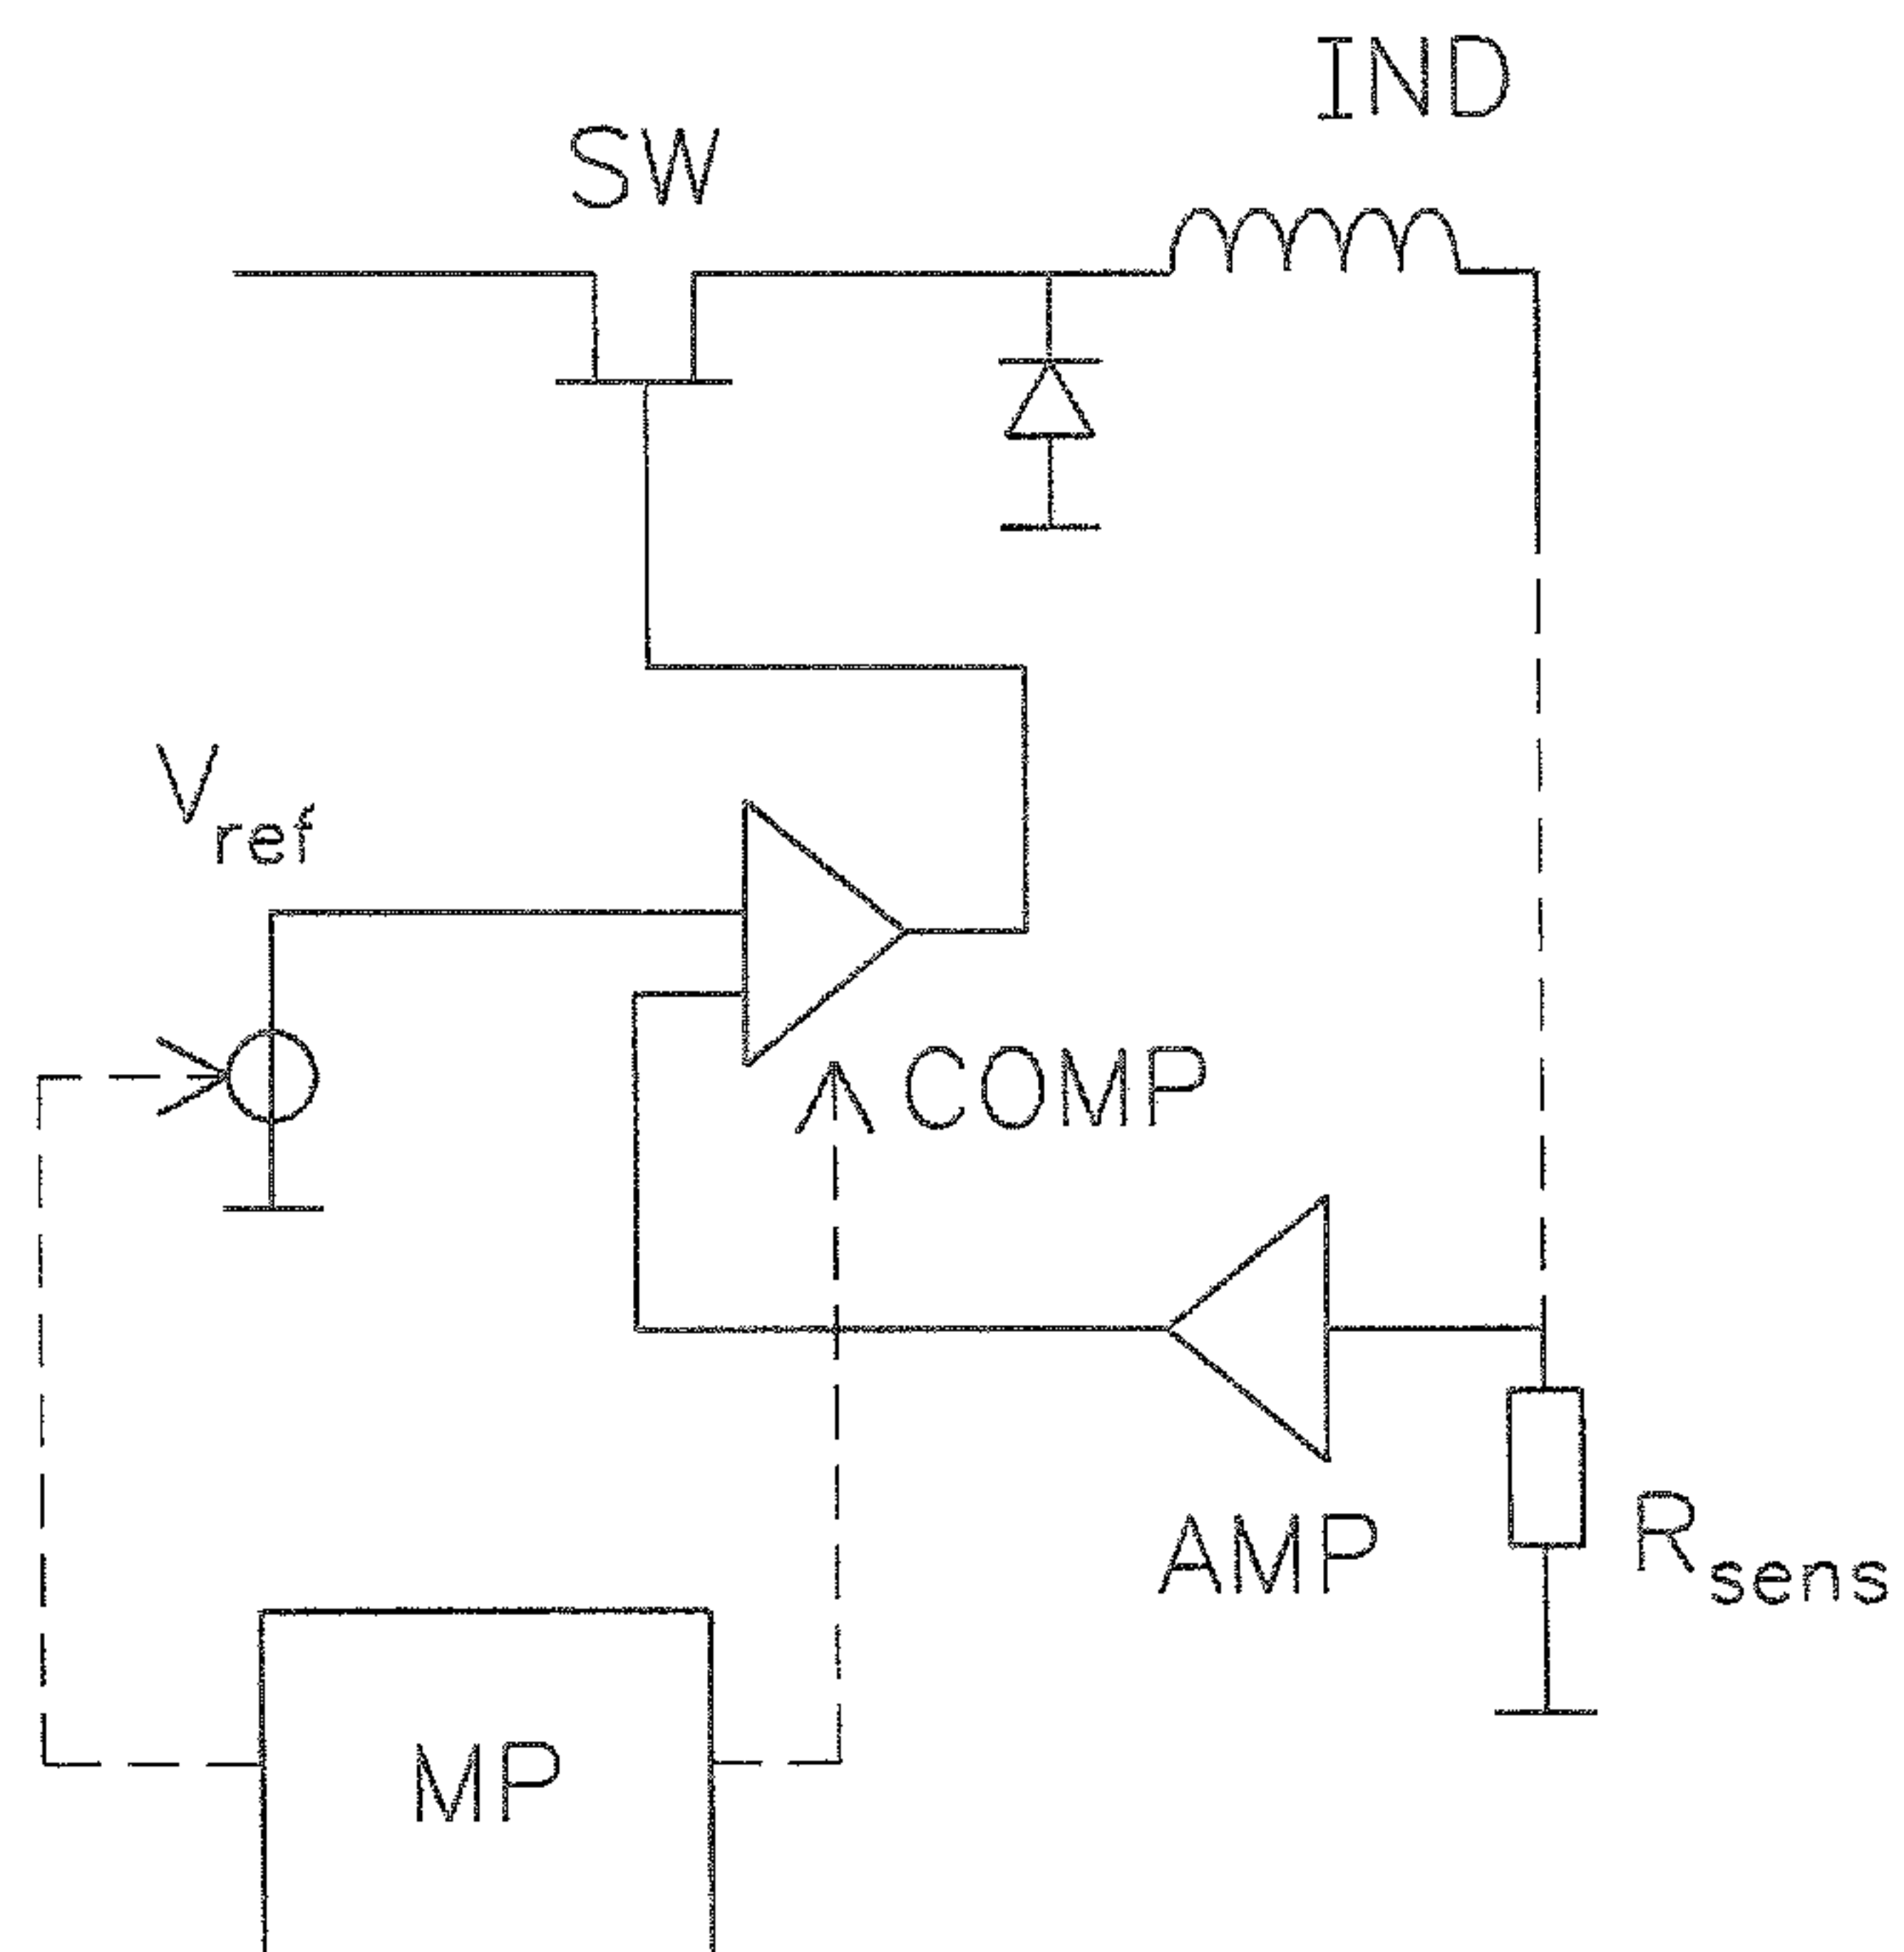 IND
SW
Vref
COMP
AMP
Rsens
MP